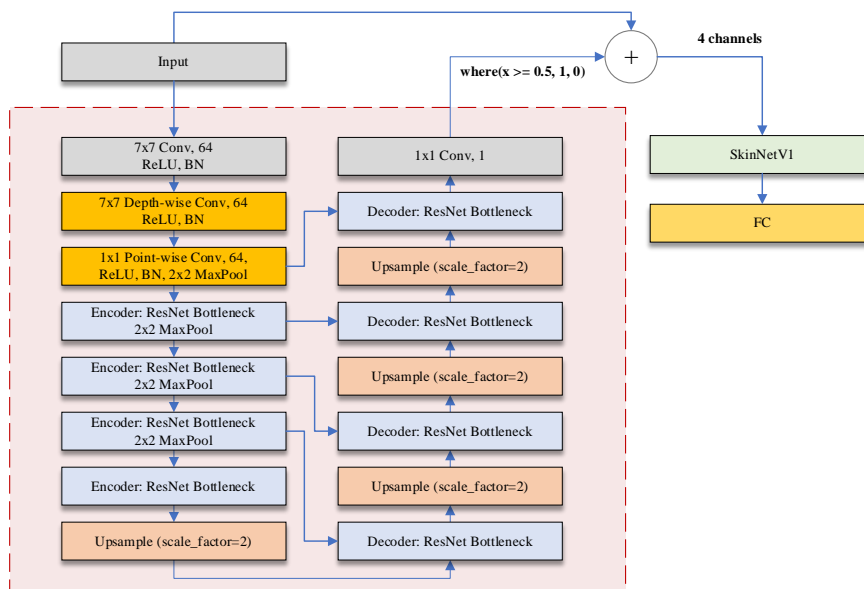 Input
7x7 Conv, 64
ReLU, BN
7x7 Depth-wise Conv, 64
ReLU, BN
1x1 Point-wise Conv, 64,
ReLU, BN, 2x2 MaxPool
Encoder: ResNet Bottleneck
2x2 MaxPool
Encoder: ResNet Bottleneck
2x2 MaxPool
Encoder: ResNet Bottleneck
2x2 MaxPool
Encoder: ResNet Bottleneck
Upsample (scale_factor=2)
Decoder: ResNet Bottleneck
Upsample (scale_factor=2)
Decoder: ResNet Bottleneck
Upsample (scale_factor=2)
Decoder: ResNet Bottleneck
Upsample (scale_factor=2)
Decoder: ResNet Bottleneck
1x1 Conv, 1
where(x >= 0.5, 1, 0)
+
4 channels
SkinNetV1
FC